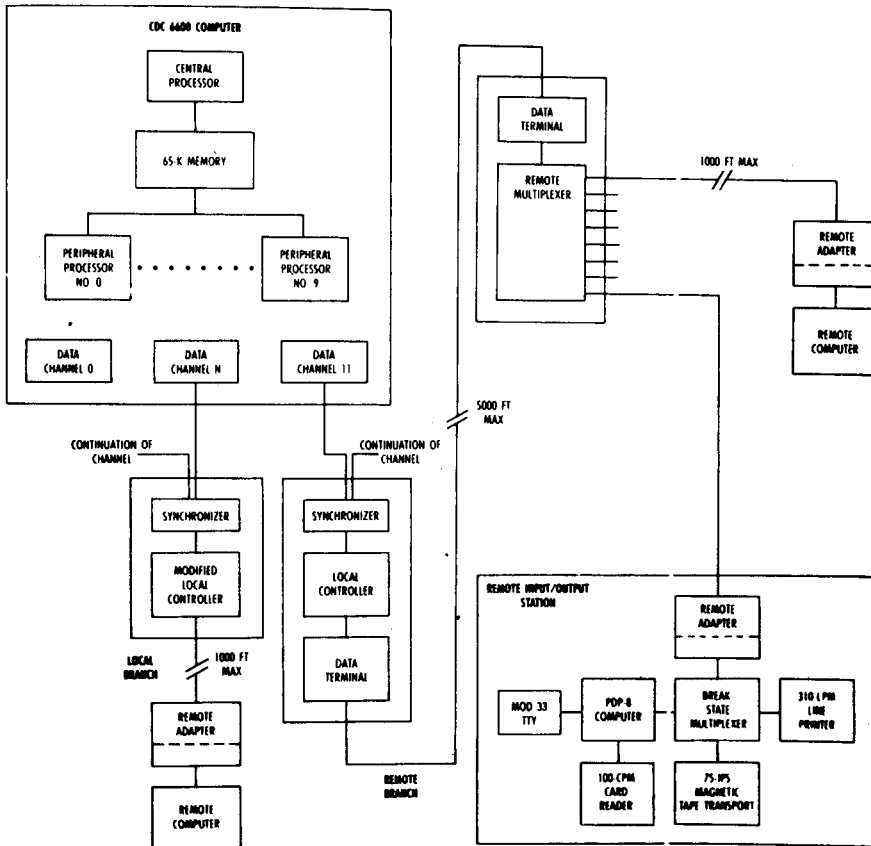 CDC 6600 COMPUTER
CENTRAL
PROCESSOR
65-K MEMORY
PERIPHERAL
PROCESSOR
NO 0
PERIPHERAL
PROCESSOR
NO 9
DATA
CHANNEL 0
DATA
CHANNEL N
DATA
CHANNEL 11
CONTINUATION OF
CHANNEL
SYNCHRONIZER
MODIFIED
LOCAL
CONTROLLER
LOCAL
BRANCH
1000 FT
MAX
REMOTE
ADAPTER
REMOTE
COMPUTER
CONTINUATION OF
CHANNEL
SYNCHRONIZER
LOCAL
CONTROLLER
DATA
TERMINAL
REMOTE
BRANCH
5000 FT
MAX
DATA
TERMINAL
REMOTE
MULTIPLEXER
1000 FT MAX
REMOTE
ADAPTER
REMOTE
COMPUTER
REMOTE INPUT/OUTPUT
STATION
REMOTE
ADAPTER
MOD 33
TTY
PDP-8
COMPUTER
BREAK
STATE
MULTIPLEXER
310-LPM
LINE
PRINTER
100-CPM
CARD
READER
75-IPS
MAGNETIC
TAPE TRANSPORT